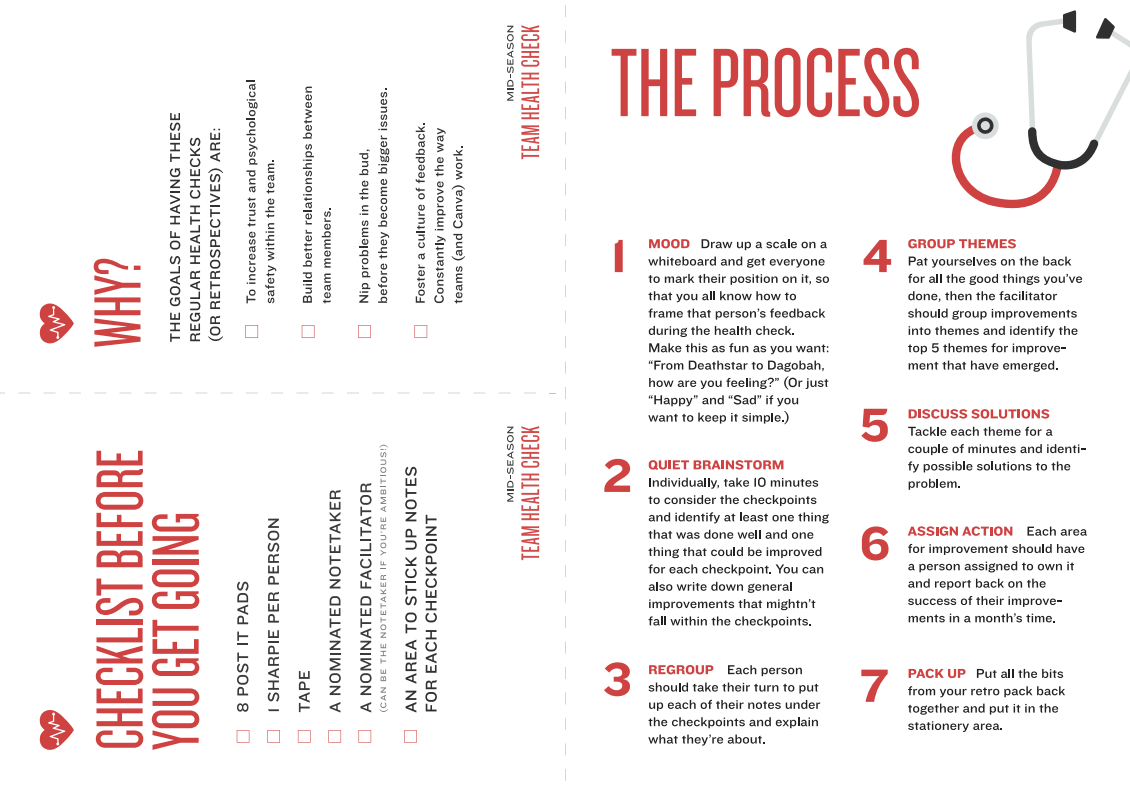 WHY?
THE GOALS OF HAVING THESE
REGULAR HEALTH CHECKS
(OR RETROSPECTIVES) ARE:
To increase trust and psychological
safety within the team.
Build better relationships between
team members.
Nip problems in the bud,
before they become bigger issues.
Foster a culture of feedback.
Constantly improve the way
teams (and Canva) work.
MID-SEASON
TEAM HEALTH CHECK
CHECKLIST BEFORE
YOU GET GOING
8 POST IT PADS
1 SHARPIE PER PERSON
TAPE
A NOMINATED NOTETAKER
A NOMINATED FACILITATOR
(CAN BE THE NOTETAKER IF YOU'RE AMBITIOUS!)
AN AREA TO STICK UP NOTES
FOR EACH CHECKPOINT
MID-SEASON
TEAM HEALTH CHECK
THE PROCESS
1 MOOD Draw up a scale on a
whiteboard and get everyone
to mark their position on it, so
that you all know how to
frame that person's feedback
during the health check.
Make this as fun as you want:
“From Deathstar to Dagobah,
how are you feeling?” (Or just
“Happy” and “Sad” if you
want to keep it simple.)
2 QUIET BRAINSTORM
Individually, take 10 minutes
to consider the checkpoints
and identify at least one thing
that was done well and one
thing that could be improved
for each checkpoint. You can
also write down general
improvements that mightn't
fall within the checkpoints.
3 REGROUP Each person
should take their turn to put
up each of their notes under
the checkpoints and explain
what they're about.
4 GROUP THEMES
Pat yourselves on the back
for all the good things you've
done, then the facilitator
should group improvements
into themes and identify the
top 5 themes for improve-
ment that have emerged.
5 DISCUSS SOLUTIONS
Tackle each theme for a
couple of minutes and identi-
fy possible solutions to the
problem.
6 ASSIGN ACTION Each area
for improvement should have
a person assigned to own it
and report back on the
success of their improve-
ments in a month's time.
7 PACK UP Put all the bits
from your retro pack back
together and put it in the
stationery area.